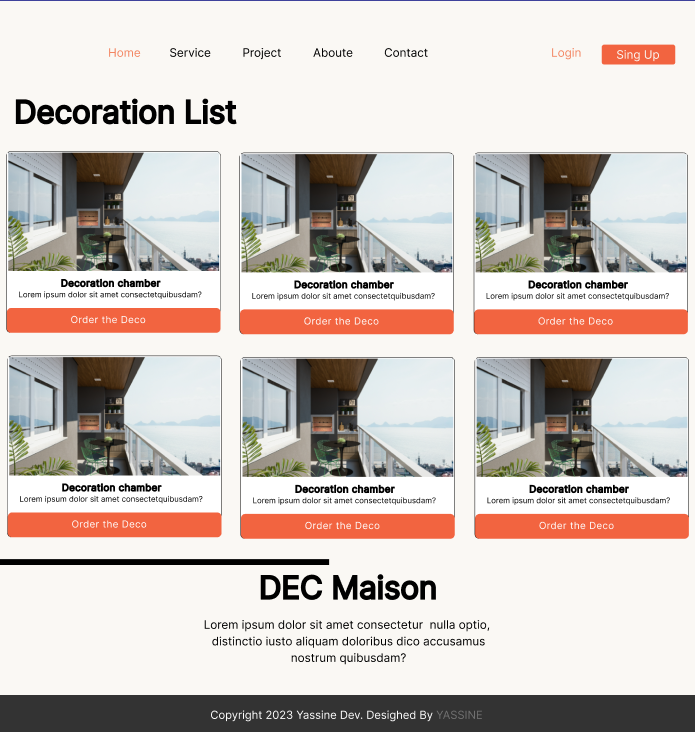 Home Service Project Aboute Contact Login Sing Up
Decoration List
Decoration chamber
Lorem ipsum dolor sit amet consectetquibusdam?
Order the Deco
Decoration chamber
Lorem ipsum dolor sit amet consectetquibusdam?
Order the Deco
Decoration chamber
Lorem ipsum dolor sit amet consectetquibusdam?
Order the Deco
Decoration chamber
Lorem ipsum dolor sit amet consectetquibusdam?
Order the Deco
Decoration chamber
Lorem ipsum dolor sit amet consectetquibusdam?
Order the Deco
Decoration chamber
Lorem ipsum dolor sit amet consectetquibusdam?
Order the Deco
DEC Maison
Lorem ipsum dolor sit amet consectetur nulla optio,
distinctio iusto aliquam doloribus dico accusamus
nostrum quibusdam?
Copyright 2023 Yassine Dev. Desighed By YASSINE